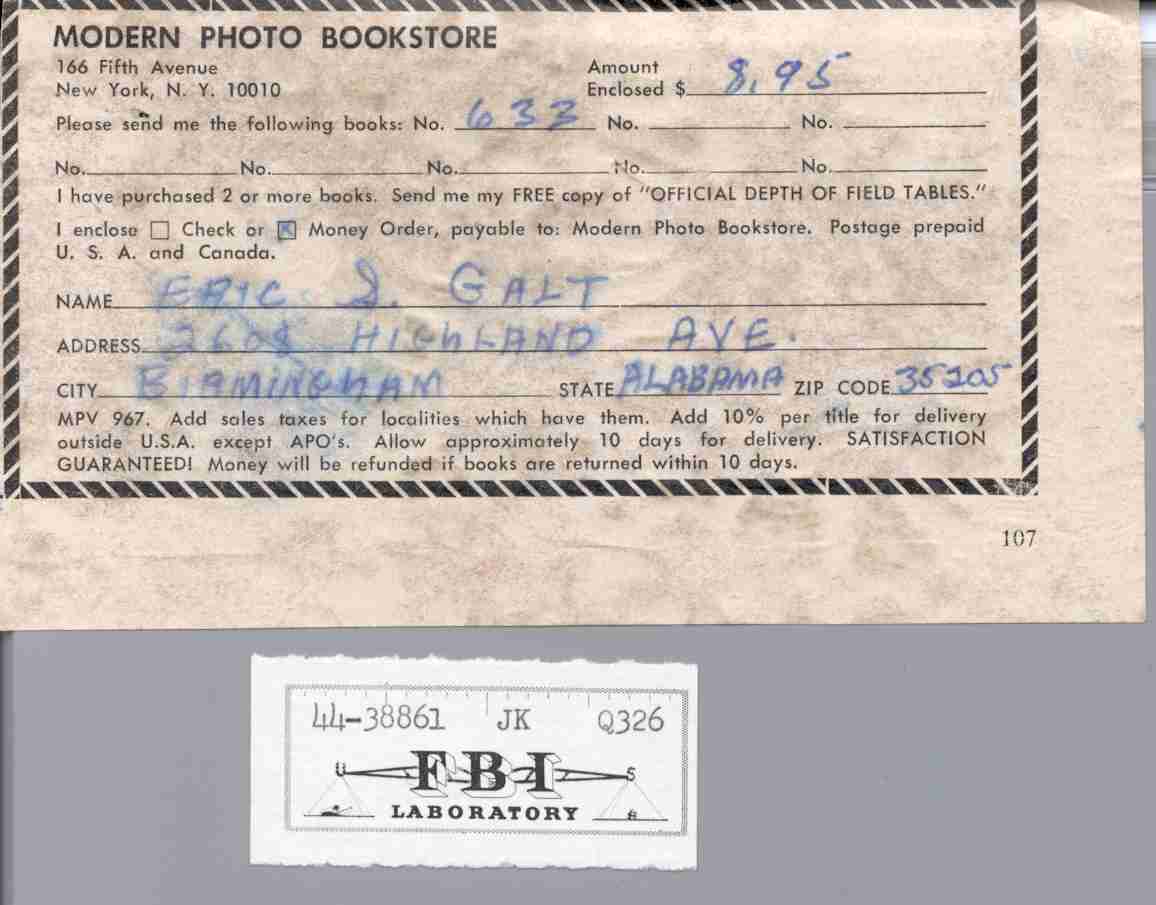 MODERN PHOTO BOOKSTORE
166 Fifth Avenue
New York, N. Y. 10010
Amount
Enclosed $ 8.95
Please send me the following books: No. 633 No. No.
No. No. No. No. No.
I have purchased 2 or more books. Send me my FREE copy of "OFFICIAL DEPTH OF FIELD TABLES."
I enclose ☐ Check or ☒ Money Order, payable to: Modern Photo Bookstore. Postage prepaid
U. S. A. and Canada.
NAME ERIC S. GALT
ADDRESS 2608 HIGHLAND AVE.
CITY BIRMINGHAM STATE ALABAMA ZIP CODE 35205
MPV 967. Add sales taxes for localities which have them. Add 10% per title for delivery
outside U.S.A. except APO's. Allow approximately 10 days for delivery. SATISFACTION
GUARANTEED! Money will be refunded if books are returned within 10 days.
107
44-38861 JK Q326
U FBI S
LABORATORY